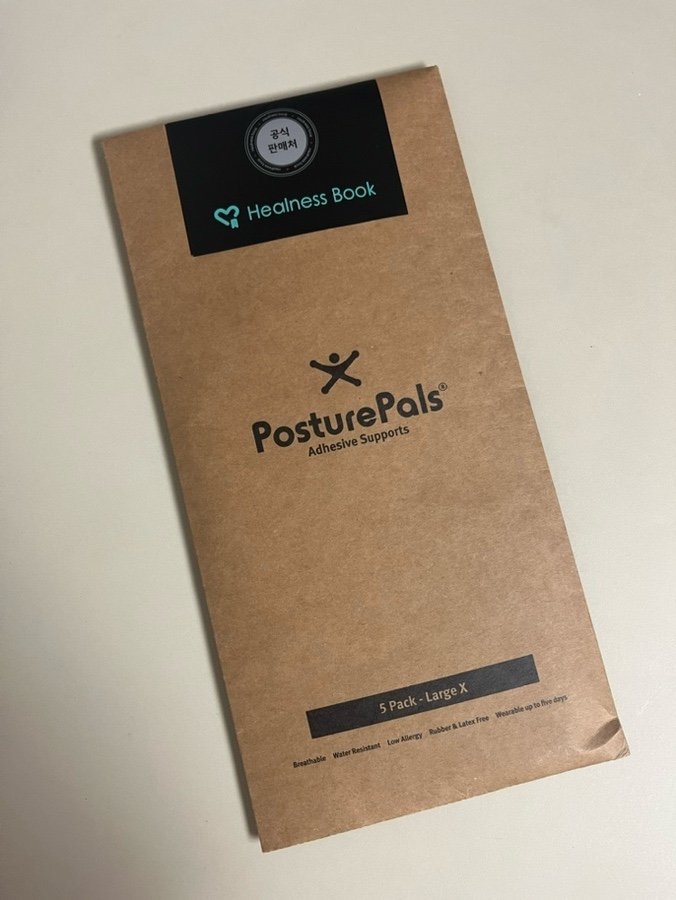 공식
판매처
Healness Book
PosturePals®
Adhesive Supports
5 Pack - Large X
Breathable Water Resistant Low Allergy Rubber & Latex Free Wearable up to five days